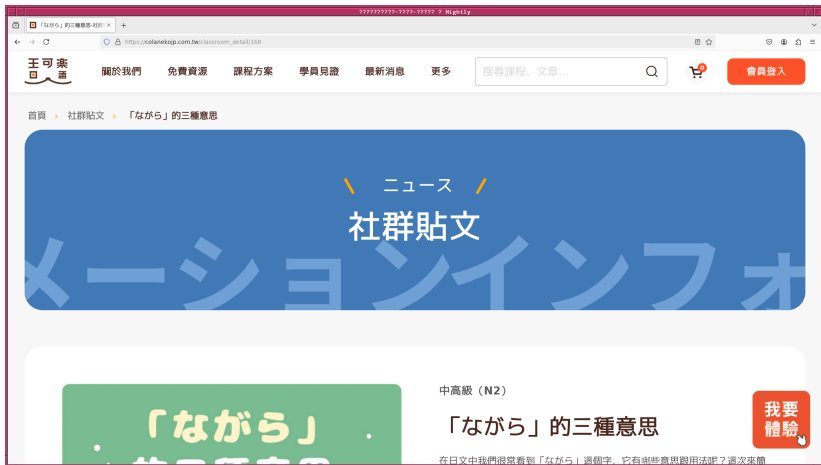 ?????????-????-????? ? Nightly
「ながら」的三種意思-社群
https://colanekojp.com.tw/classroom_detail/168
王可樂
日語
關於我們
免費資源
課程方案
學員見證
最新消息
更多
搜尋課程、文章...
0
會員登入
首頁 › 社群貼文 › 「ながら」的三種意思
ニュース
社群貼文
メーションインフォ
中高級（N2）
「ながら」
「ながら」的三種意思
的三種意思
我要
體驗
在日文中我們很常看到「ながら」這個字，它有哪些意思跟用法呢？這次來簡